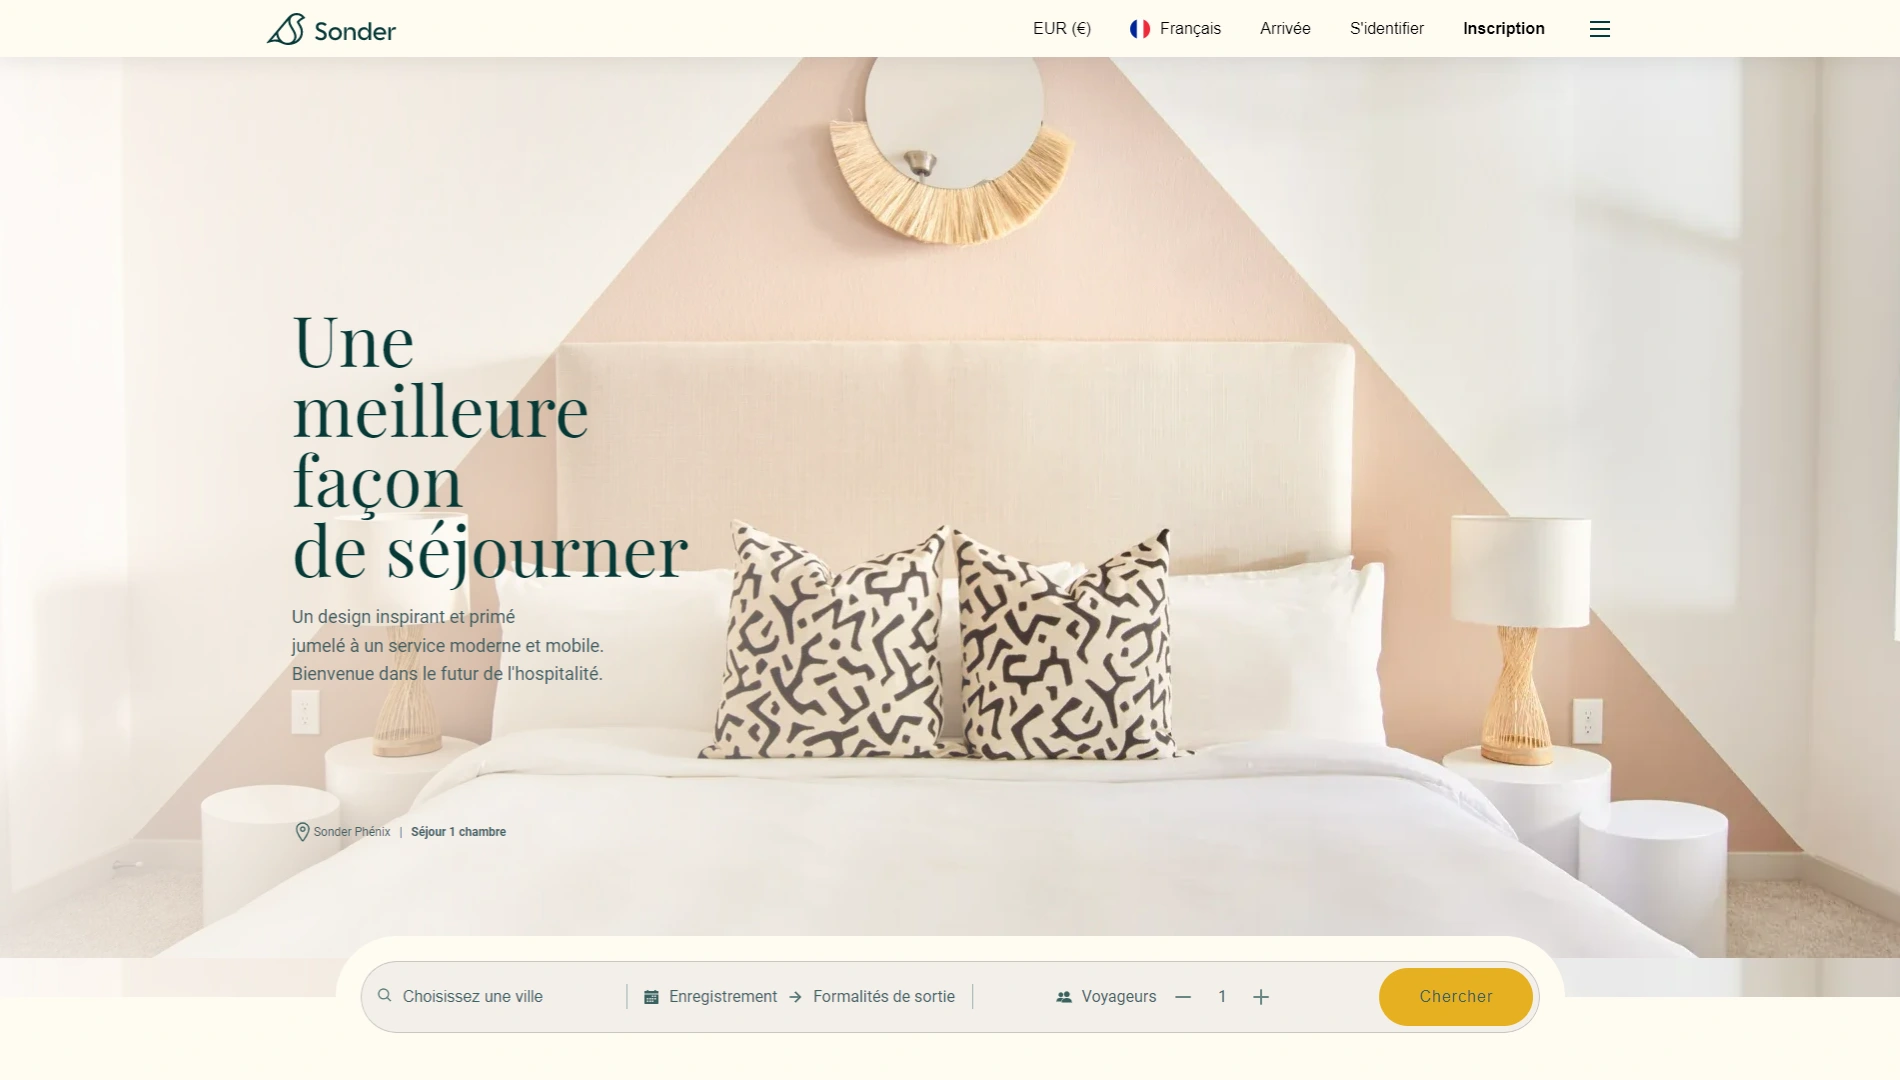 Sonder
EUR (€) Français Arrivée S'identifier Inscription
Une
meilleure
façon
de séjourner
Un design inspirant et primé
jumelé à un service moderne et mobile.
Bienvenue dans le futur de l'hospitalité.
Sonder Phénix | Séjour 1 chambre
Choisissez une ville Enregistrement → Formalités de sortie Voyageurs — 1 + Chercher